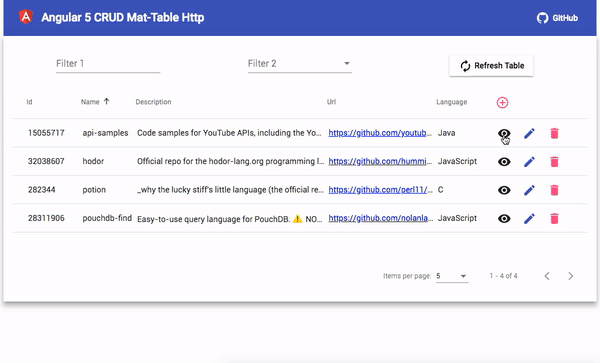 Angular 5 CRUD Mat-Table Http GitHub
Filter 1 Filter 2 Refresh Table
Id Name Description Url Language
15055717 api-samples Code samples for YouTube APIs, including the Yo... https://github.com/youtub... Java
32038607 hodor Official repo for the hodor-lang.org programming l... https://github.com/hummi... JavaScript
282344 potion _why the lucky stiff's little language (the official re... https://github.com/perl11/... C
28311906 pouchdb-find Easy-to-use query language for PouchDB. ⚠️ NO... https://github.com/nolanla... JavaScript
Items per page: 5 1 - 4 of 4